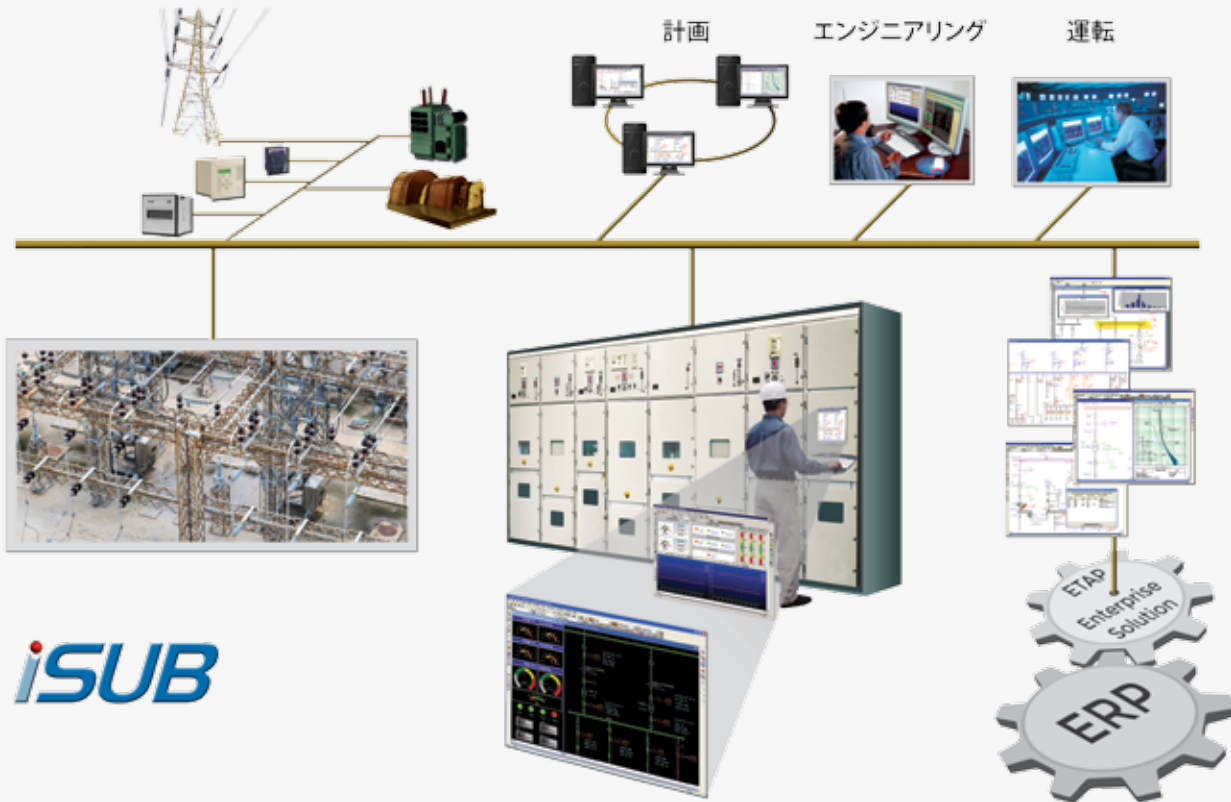 計画
エンジニアリング
運転
iSUB
ETAP
Enterprise
Solution
ERP